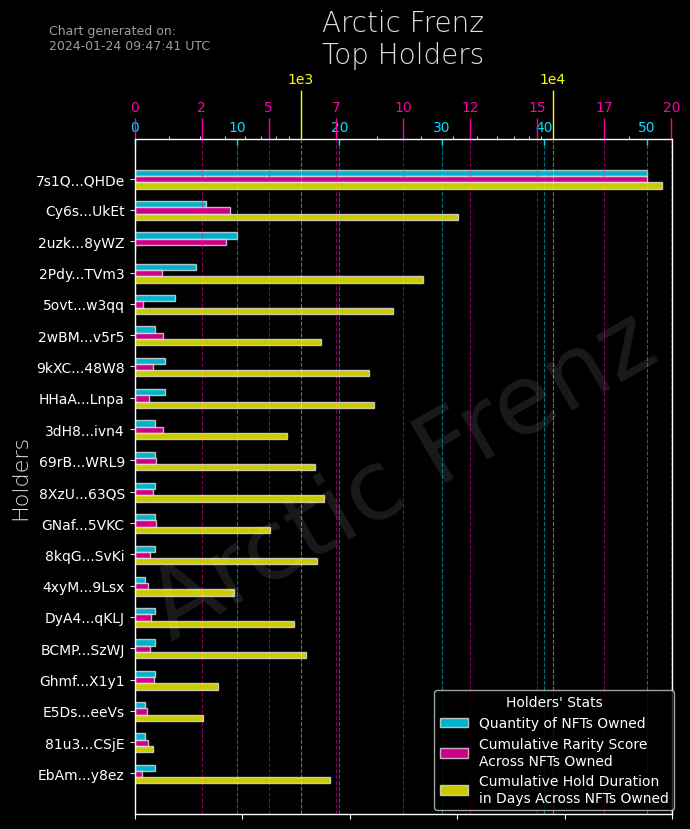 Chart generated on:
2024-01-24 09:47:41 UTC
Arctic Frenz
Top Holders
1e3 1e4
0 2 5 7 10 12 15 17 20
0 10 20 30 40 50
7s1Q...QHDe
Cy6s...UkEt
2uzk...8yWZ
2Pdy...TVm3
5ovt...w3qq
2wBM...v5r5
9kXC...48W8
HHaA...Lnpa
3dH8...ivn4
69rB...WRL9
8XzU...63QS
GNaf...5VKC
8kqG...SvKi
4xyM...9Lsx
DyA4...qKLJ
BCMP...SzWJ
Ghmf...X1y1
E5Ds...eeVs
81u3...CSjE
EbAm...y8ez
Holders
Arctic Frenz
Holders' Stats
Quantity of NFTs Owned
Cumulative Rarity Score
Across NFTs Owned
Cumulative Hold Duration
in Days Across NFTs Owned